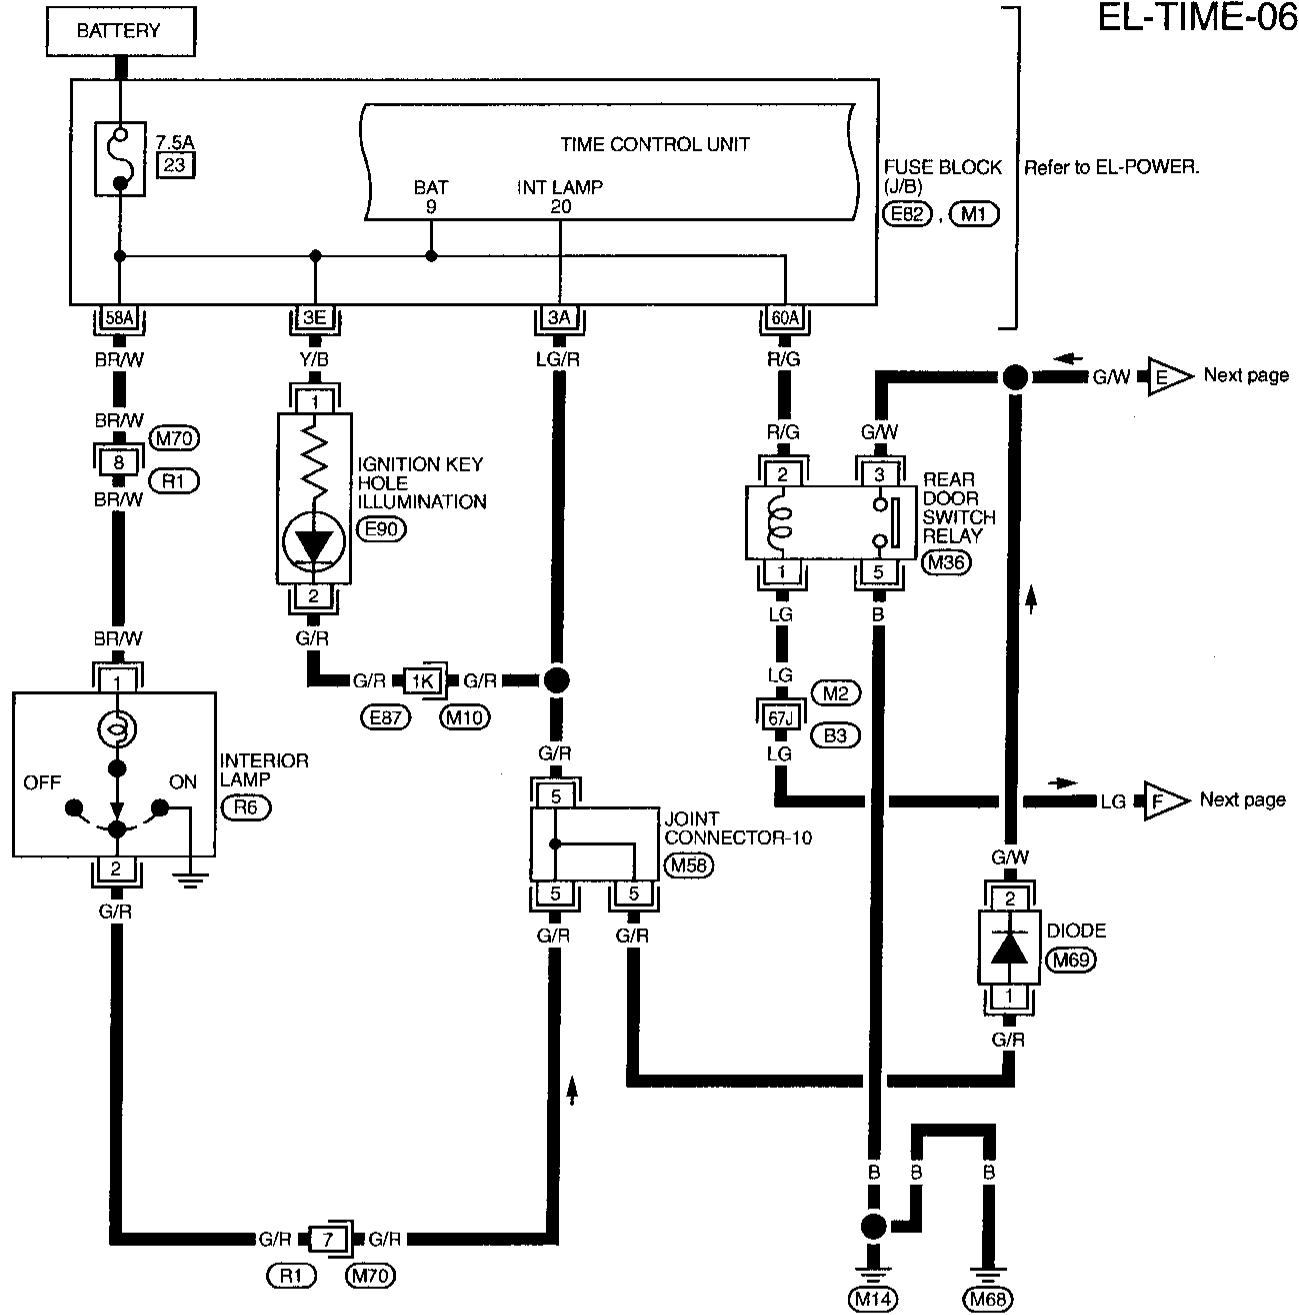 EL-TIME-06
BATTERY
7.5A
23
TIME CONTROL UNIT
BAT
9
INT LAMP
20
FUSE BLOCK
(J/B)
E82 , M1
Refer to EL-POWER.
58A
3E
3A
60A
BR/W
Y/B
LG/R
R/G
G/W
E
Next page
BR/W
M70
8
R1
BR/W
1
IGNITION KEY
HOLE
ILLUMINATION
E90
2
G/R
R/G
G/W
2
3
REAR
DOOR
SWITCH
RELAY
M36
1
5
LG
B
BR/W
1
G/R
1K
G/R
E87
M10
LG
M2
67J
B3
LG
OFF
ON
INTERIOR
LAMP
R6
2
G/R
G/R
5
JOINT
CONNECTOR-10
M58
5
5
G/R
G/R
LG
F
Next page
G/W
2
DIODE
M69
1
G/R
B
B
B
G/R
7
G/R
R1
M70
M14
M68